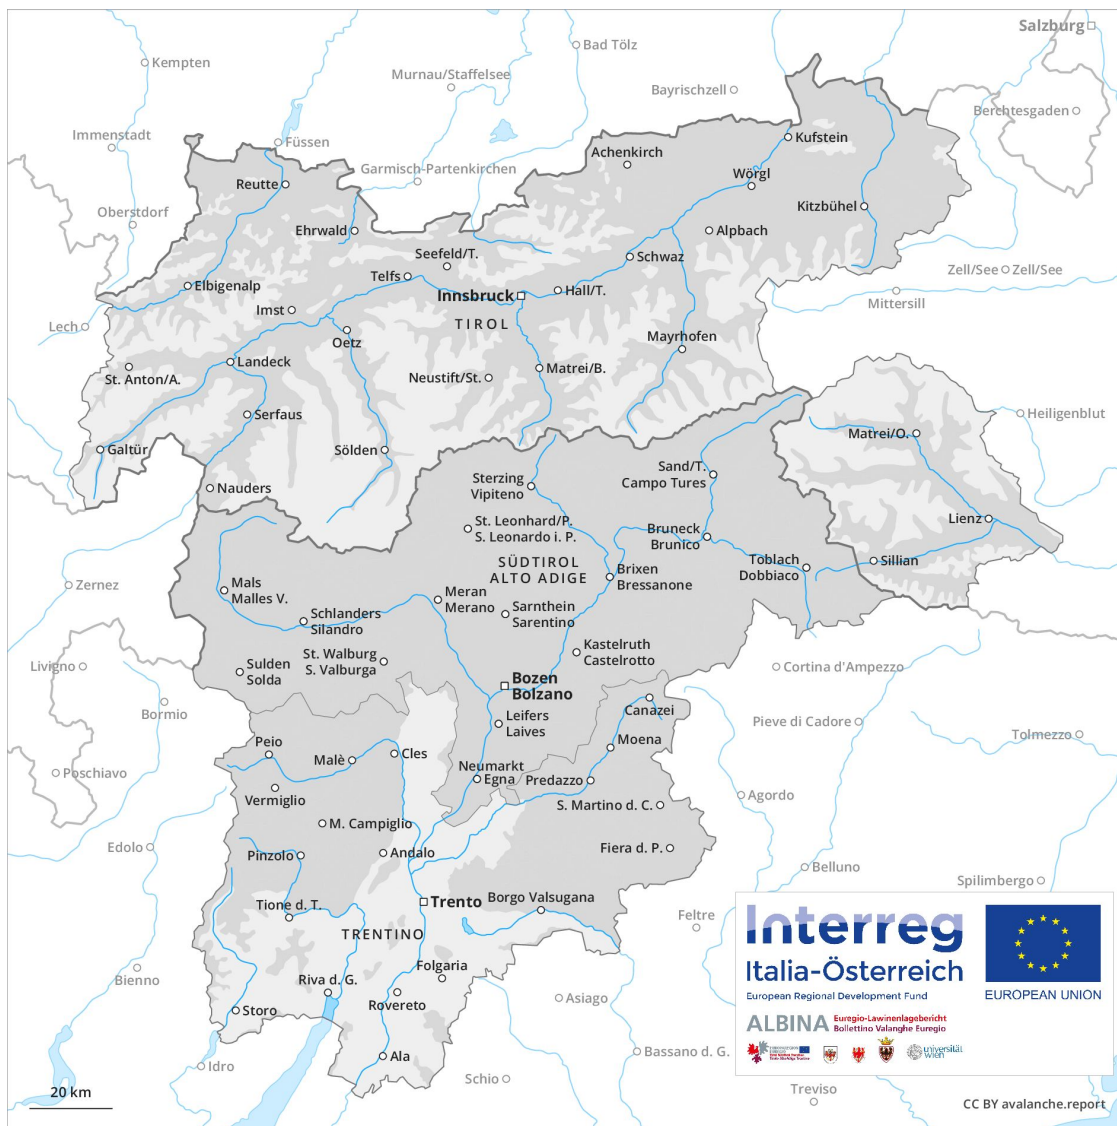 Salzburg
Bad Tölz
Kempten
Murnau/Staffelsee
Bayrischzell
Berchtesgaden
Immenstadt
Füssen
Kufstein
Achenkirch
Garmisch-Partenkirchen
Wörgl
Reutte
Oberstdorf
Kitzbühel
Ehrwald
Alpbach
Seefeld/T.
Schwaz
Telfs
Zell/See
Zell/See
Elbigenalp
Innsbruck
Hall/T.
Mittersill
Imst
TIROL
Lech
Oetz
Mayrhofen
Landeck
Matrei/B.
St. Anton/A.
Neustift/St.
Serfaus
Heiligenblut
Matrei/O.
Galtür
Sölden
Sand/T.
Campo Tures
Sterzing
Vipiteno
Nauders
Lienz
St. Leonhard/P.
S. Leonardo i. P.
Bruneck
Brunico
SÜDTIROL
ALTO ADIGE
Toblach
Dobbiaco
Sillian
Brixen
Bressanone
Zernez
Mals
Malles V.
Meran
Merano
Sarnthein
Sarentino
Schlanders
Silandro
Kastelruth
Castelrotto
St. Walburg
S. Valburga
Livigno
Sulden
Solda
Cortina d'Ampezzo
Bozen
Bolzano
Bormio
Canazei
Leifers
Laives
Pieve di Cadore
Tolmezzo
Peio
Malè
Cles
Moena
Poschiavo
Neumarkt
Egna
Predazzo
Vermiglio
Agordo
S. Martino d. C.
M. Campiglio
Edolo
Pinzolo
Andalo
Fiera d. P.
Belluno
Spilimbergo
Trento
Borgo Valsugana
Tione d. T.
Feltre
TRENTINO
Folgaria
Bienno
Riva d. G.
Rovereto
Asiago
Storo
Ala
Bassano d. G.
Idro
Schio
Treviso
Interreg
Italia-Österreich
European Regional Development Fund
EUROPEAN UNION
ALBINA
Euregio-Lawinenlagebericht
Bollettino Valanghe Euregio
universität
wien
20 km
CC BY avalanche.report